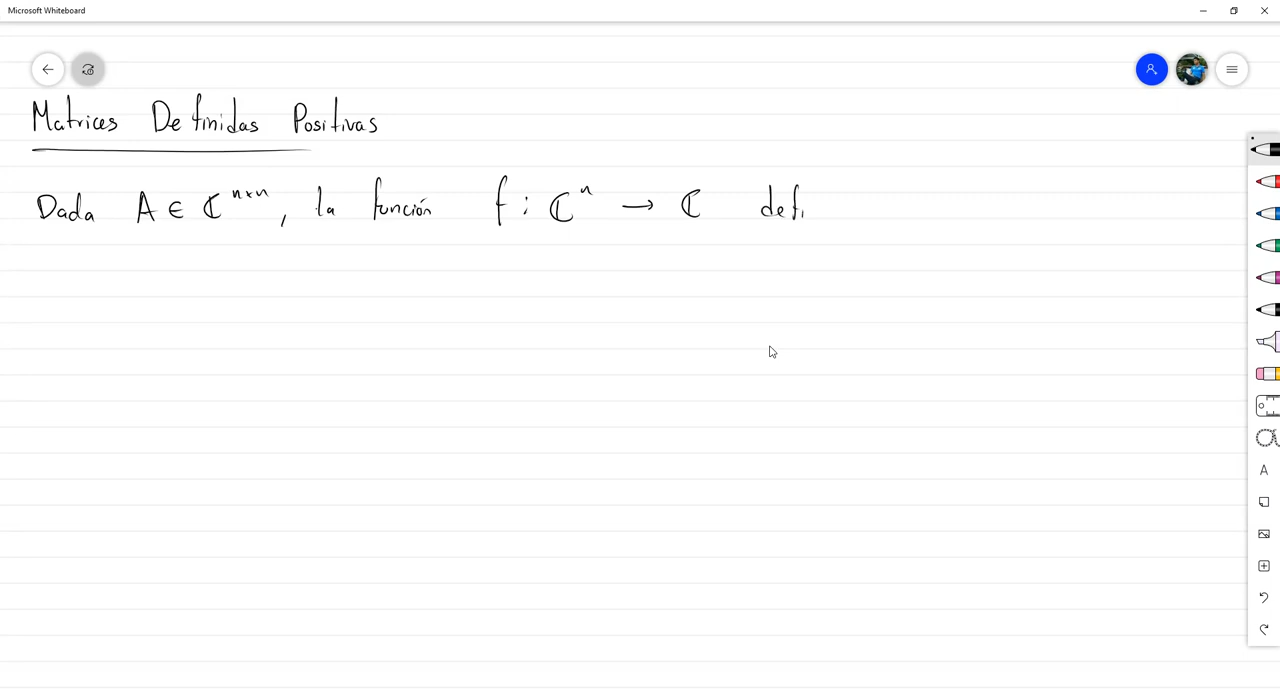 Microsoft Whiteboard
Matrices Definidas Positivas
Dada A ∈ ℂ^{n×n}, la función f : ℂ^n → ℂ defi
A